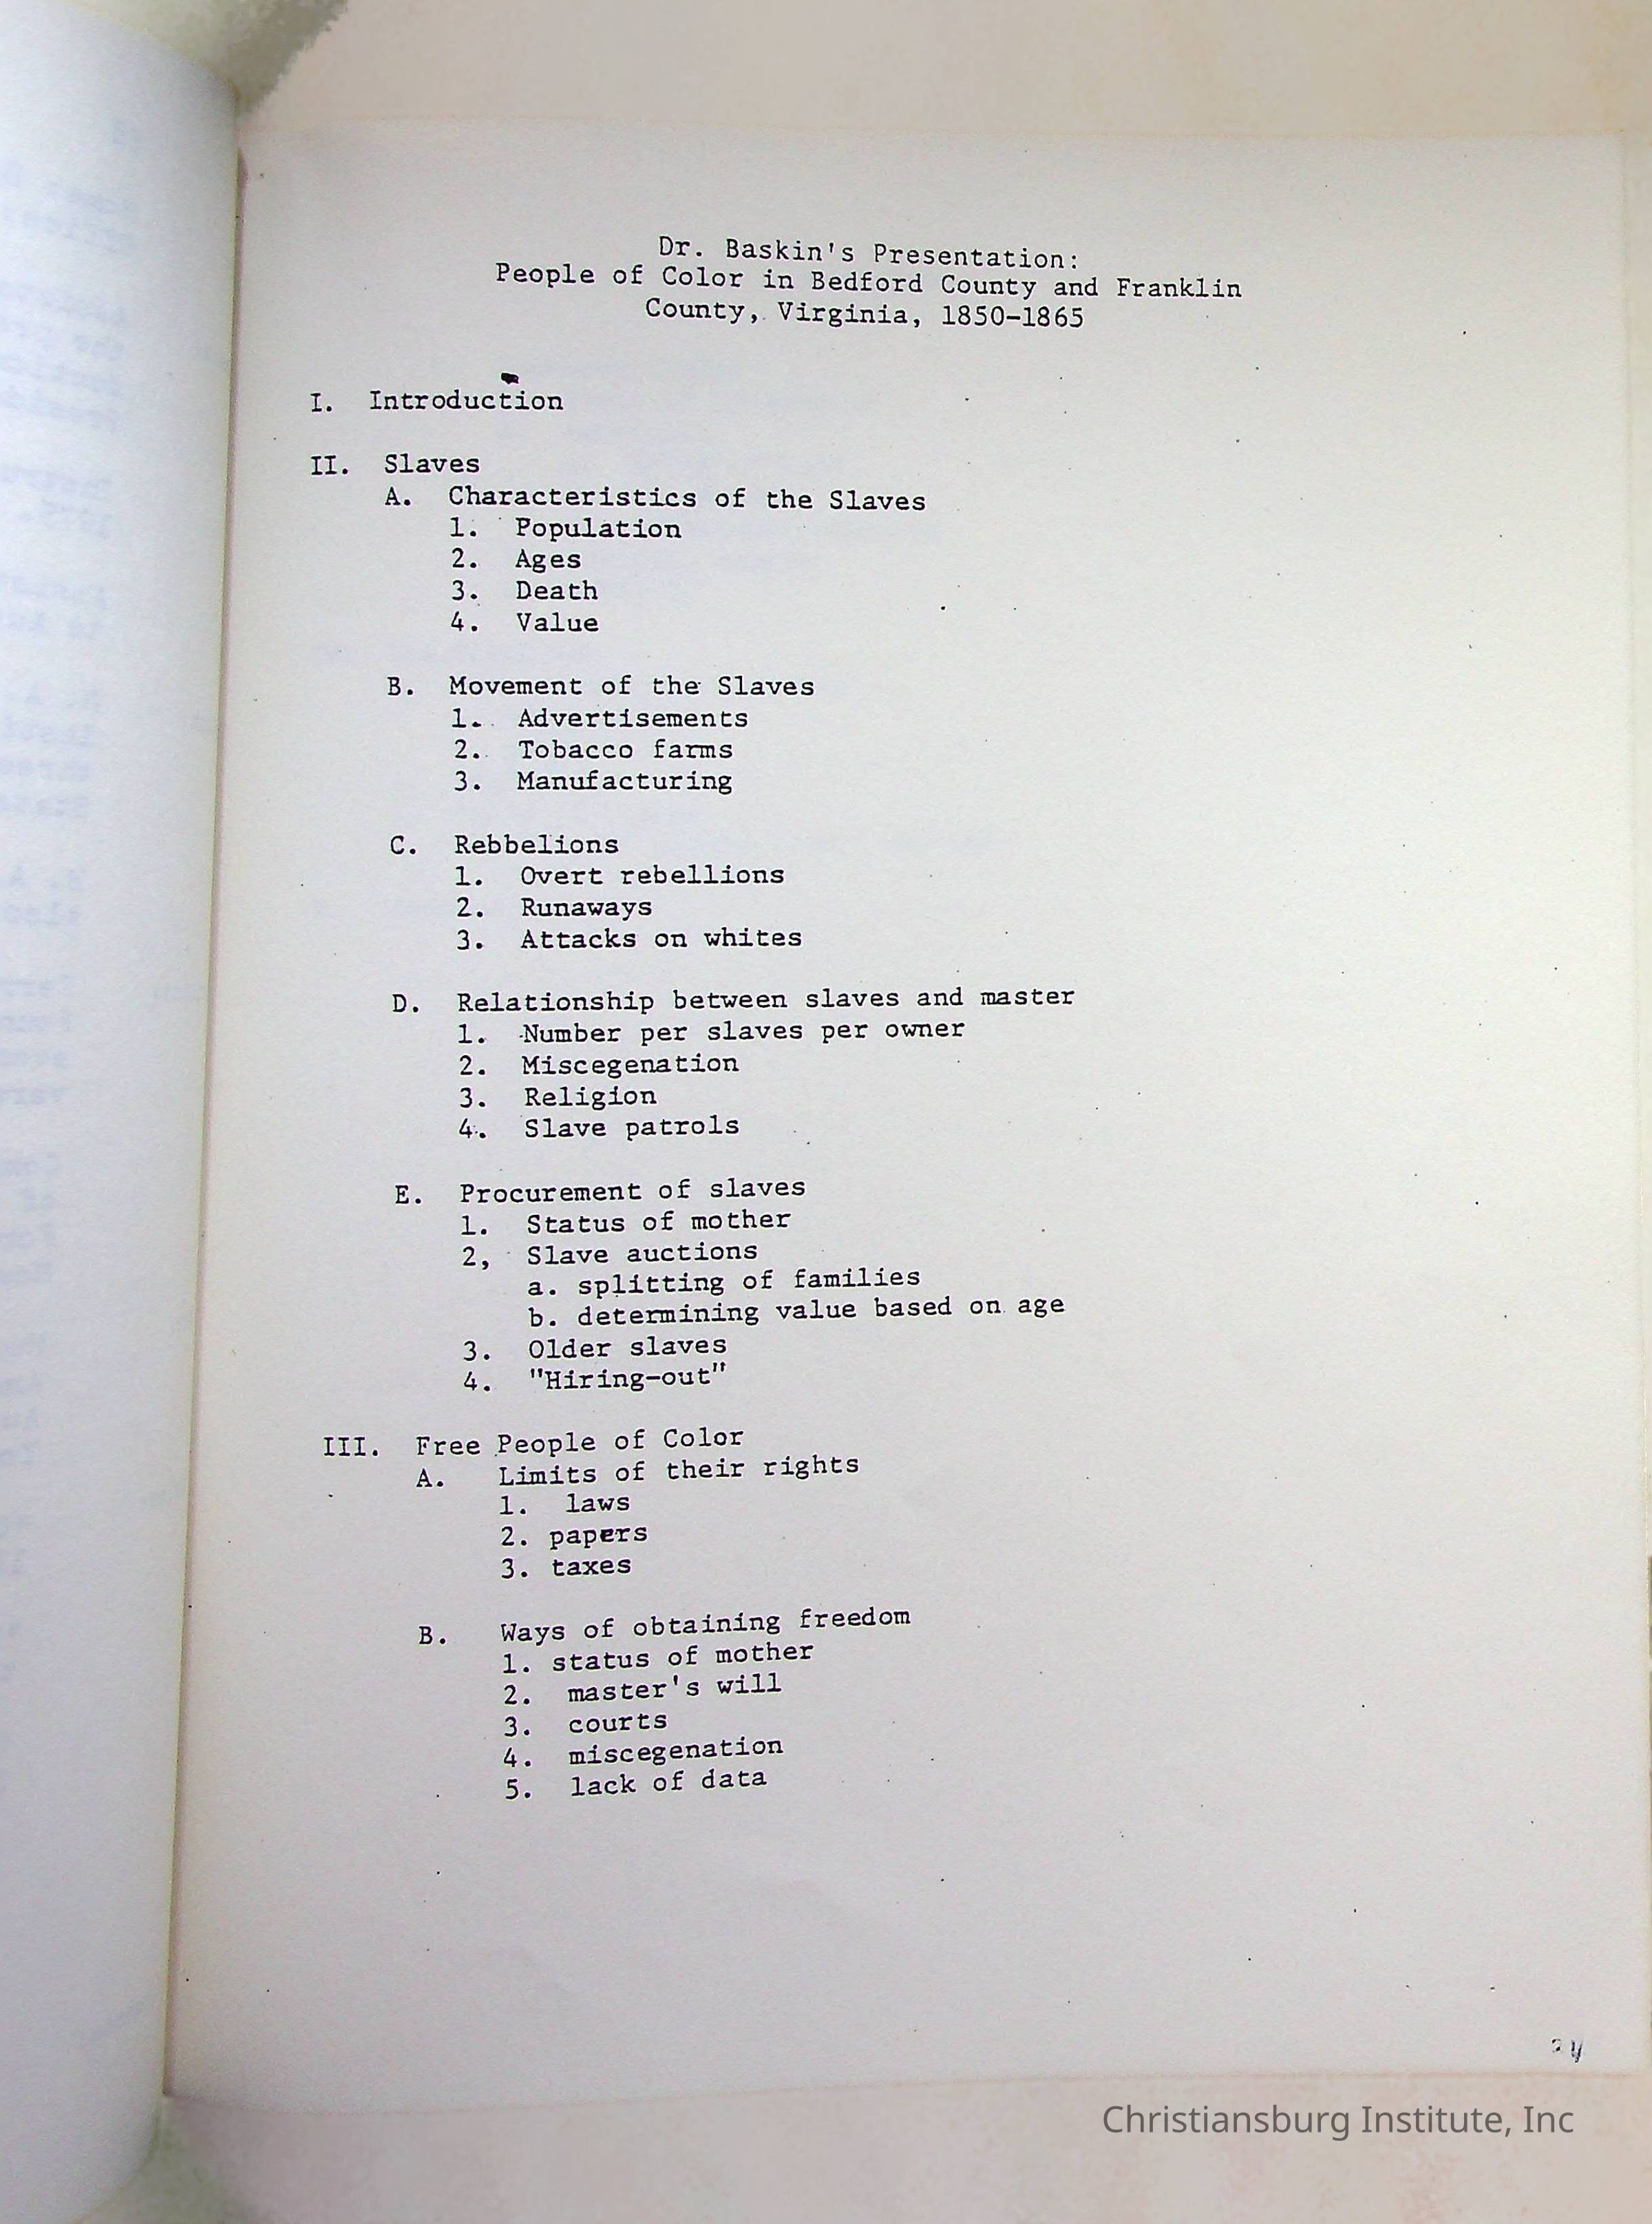 Dr. Baskin's Presentation:
People of Color in Bedford County and Franklin
County, Virginia, 1850-1865
I. Introduction
II. Slaves
A. Characteristics of the Slaves
1. Population
2. Ages
3. Death
4. Value
B. Movement of the Slaves
1. Advertisements
2. Tobacco farms
3. Manufacturing
C. Rebbelions
1. Overt rebellions
2. Runaways
3. Attacks on whites
D. Relationship between slaves and master
1. Number per slaves per owner
2. Miscegenation
3. Religion
4. Slave patrols
E. Procurement of slaves
1. Status of mother
2, Slave auctions
a. splitting of families
b. determining value based on age
3. Older slaves
4. "Hiring-out"
III. Free People of Color
A. Limits of their rights
1. laws
2. papers
3. taxes
B. Ways of obtaining freedom
1. status of mother
2. master's will
3. courts
4. miscegenation
5. lack of data
Christiansburg Institute, Inc